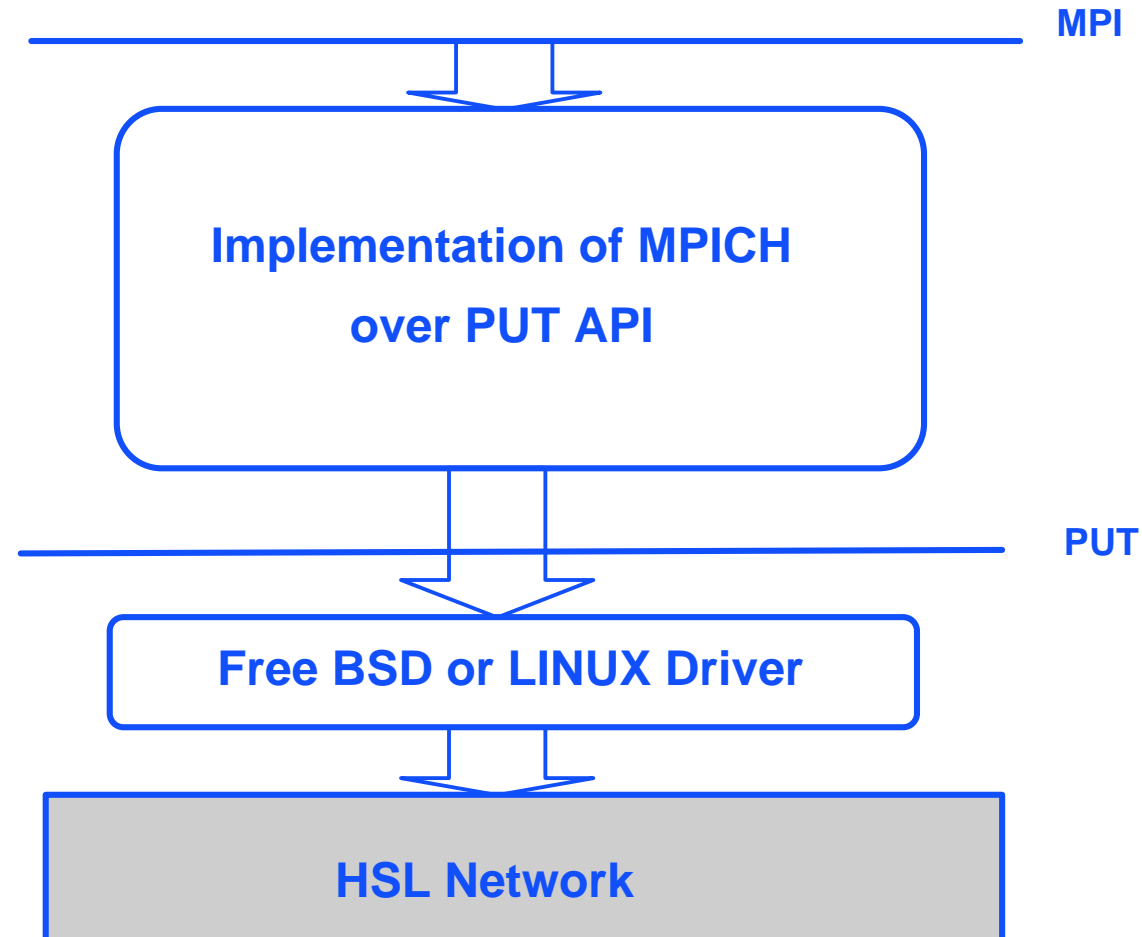 MPI
Implementation of MPICH
over PUT API
PUT
Free BSD or LINUX Driver
HSL Network